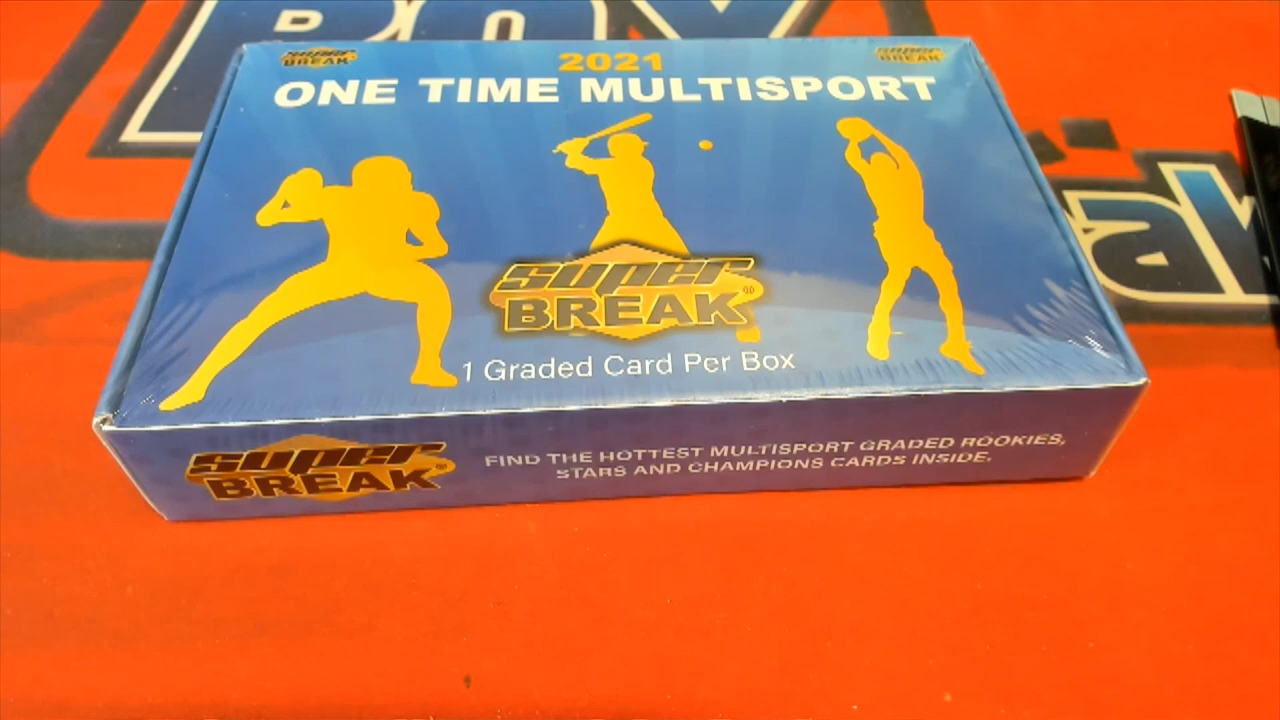 BOX
super
BREAK
2021
super
BREAK
ONE TIME MULTISPORT
super
BREAK®
1 Graded Card Per Box
super
BREAK®
FIND THE HOTTEST MULTISPORT GRADED ROOKIES,
STARS AND CHAMPIONS CARDS INSIDE.